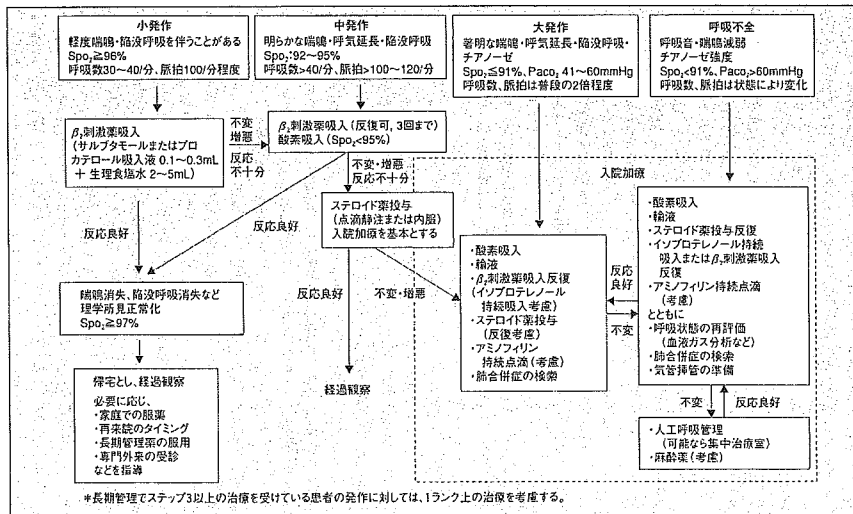 小発作
軽度喘鳴・陥没呼吸を伴うことがある
Spo₂≧96%
呼吸数30~40/分、脈拍100/分程度
中発作
明らかな喘鳴・呼気延長・陥没呼吸
Spo₂:92~95%
呼吸数>40/分、脈拍>100~120/分
大発作
著明な喘鳴・呼気延長・陥没呼吸・
チアノーゼ
Spo₂≦91%、Paco₂ 41~60mmHg
呼吸数、脈拍は普段の2倍程度
呼吸不全
呼吸音・喘鳴減弱
チアノーゼ強度
Spo₂<91%、Paco₂>60mmHg
呼吸数、脈拍は状態により変化
β₂刺激薬吸入
(サルブタモールまたはプロ
カテロール吸入液 0.1~0.3mL
+ 生理食塩水 2~5mL)
不変
増悪
反応
不十分
β₂刺激薬吸入(反復可,3回まで)
酸素吸入(Spo₂<95%)
不変・増悪
反応不十分
ステロイド薬投与
(点滴静注または内服)
入院加療を基本とする
反応良好
反応良好
反応良好
不変・増悪
喘鳴消失、陥没呼吸消失など
理学所見正常化
Spo₂≧97%
帰宅とし、経過観察
必要に応じ、
・家庭での服薬
・再来院のタイミング
・長期管理薬の服用
・専門外来の受診
などを指導
経過観察
入院加療
・酸素吸入
・輸液
・β₂刺激薬吸入反復
(イソプロテレノール
持続吸入考慮)
・ステロイド薬投与
(反復考慮)
・アミノフィリン
持続点滴(考慮)
・肺合併症の検索
反応
良好
不変
・酸素吸入
・輸液
・ステロイド薬投与反復
・イソプロテレノール持続
吸入またはβ₂刺激薬吸入
反復
・アミノフィリン持続点滴
(考慮)
とともに
・呼吸状態の再評価
(血液ガス分析など)
・肺合併症の検索
・気管挿管の準備
不変
反応良好
・人工呼吸管理
(可能なら集中治療室)
・麻酔薬(考慮)
*長期管理でステップ3以上の治療を受けている患者の発作に対しては、1ランク上の治療を考慮する。